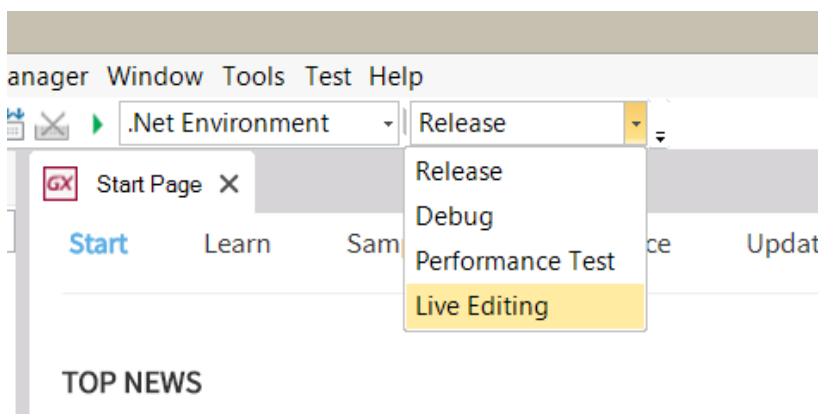 anager Window Tools Test Help
.Net Environment Release
GX Start Page
Release
Debug
Performance Test
Live Editing
Start Learn Sam ce Updat
TOP NEWS